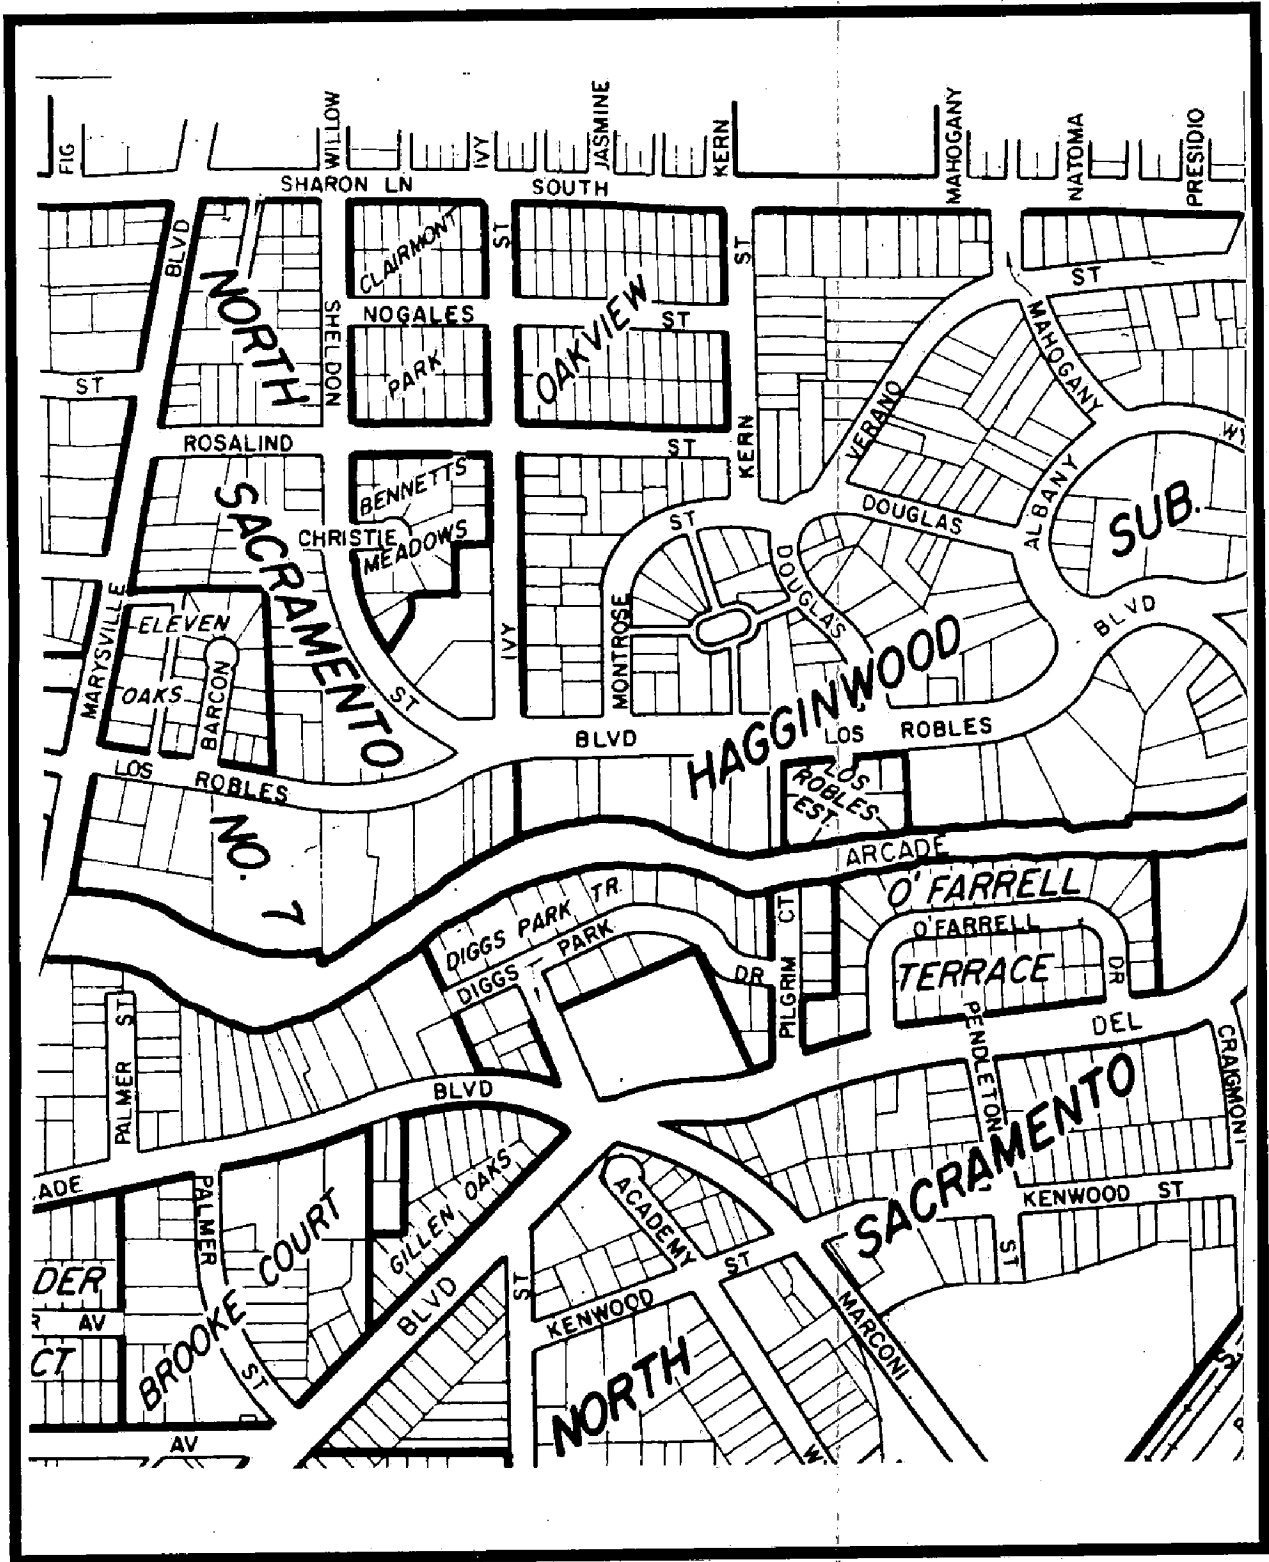 FIG
WILLOW
IVY
JASMINE
KERN
MAHOGANY
NATOMA
PRESIDIO
SHARON LN
SOUTH
BLVD
CLAIRMONT
ST
ST
ST
NORTH
SHELDON
NOGALES
ST
OAKVIEW
MAHOGANY
PARK
ST
VERANO
ROSALIND
ST
KERN
WY
BENNETTS
SACRAMENTO
ST
DOUGLAS
ALBANY
SUB.
CHRISTIE
MEADOWS
DOUGLAS
MARYSVILLE
ELEVEN
MONTROSE
BLVD
IVY
HAGGINWOOD
OAKS
BARCON
ST
BLVD
LOS ROBLES
LOS ROBLES
LOS
ROBLES
EST.
NO. 7
ARCADE
DIGGS PARK TR.
O'FARRELL
CT
O'FARRELL
DIGGS PARK
DR
TERRACE
DR
PILGRIM
PALMER ST
PENDLETON
DEL
CRAIGMONT
BLVD
SACRAMENTO
ADE
PALMER
COURT
GILLEN OAKS
ACADEMY
KENWOOD ST
DER
ST
ST
ST
AV
BLVD
KENWOOD
MARCONI
CT
BROOKE
ST
NORTH
AV
W